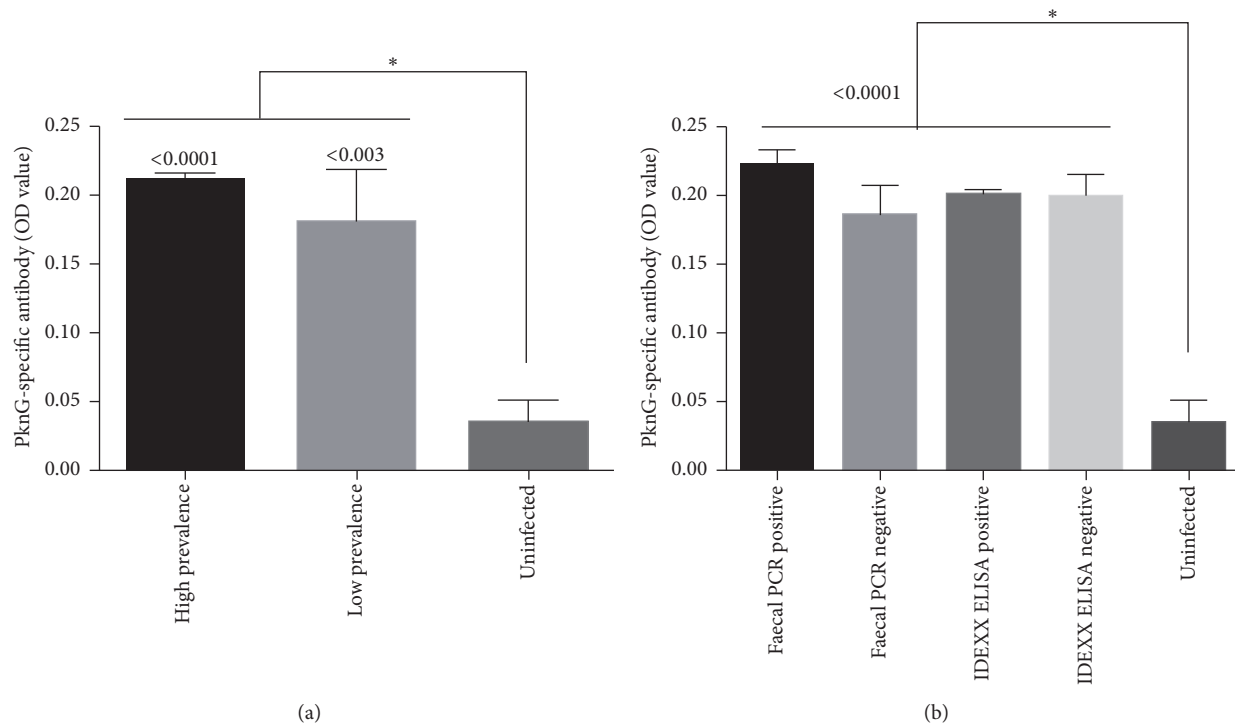 *
<0.0001
<0.003
PknG-specific antibody (OD value)
0.25
0.20
0.15
0.10
0.05
0.00
High prevalence
Low prevalence
Uninfected
(a)
*
<0.0001
PknG-specific antibody (OD value)
0.25
0.20
0.15
0.10
0.05
0.00
Faecal PCR positive
Faecal PCR negative
IDEXX ELISA positive
IDEXX ELISA negative
Uninfected
(b)